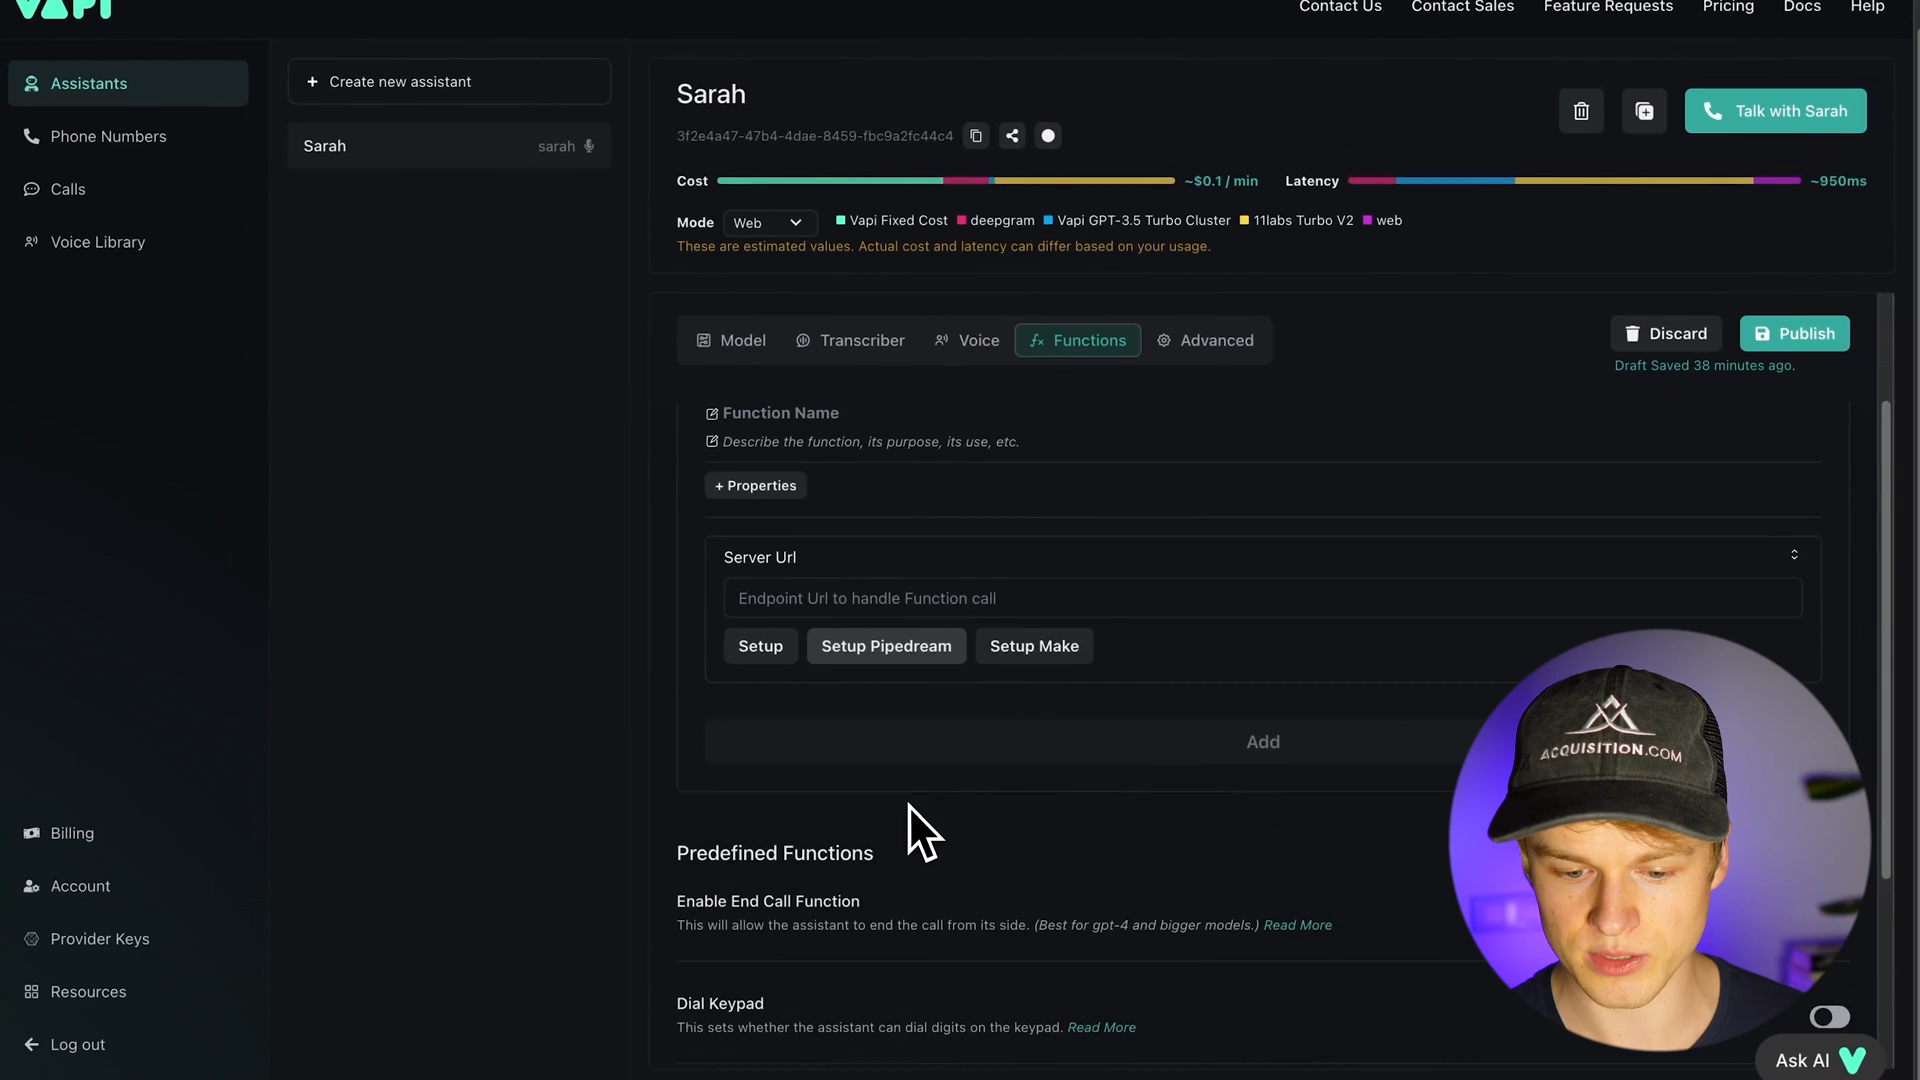 VAPI
Contact Us Contact Sales Feature Requests Pricing Docs Help
Assistants
Phone Numbers
Calls
Voice Library
Billing
Account
Provider Keys
Resources
Log out
+ Create new assistant
Sarah sarah
Sarah
3f2e4a47-47b4-4dae-8459-fbc9a2fc44c4
Talk with Sarah
Cost ~$0.1 / min Latency ~950ms
Mode Web Vapi Fixed Cost deepgram Vapi GPT-3.5 Turbo Cluster 11labs Turbo V2 web
These are estimated values. Actual cost and latency can differ based on your usage.
Model Transcriber Voice Functions Advanced
Discard Publish
Draft Saved 38 minutes ago.
Function Name
Describe the function, its purpose, its use, etc.
+ Properties
Server Url
Endpoint Url to handle Function call
Setup Setup Pipedream Setup Make
Add
Predefined Functions
Enable End Call Function
This will allow the assistant to end the call from its side. (Best for gpt-4 and bigger models.) Read More
Dial Keypad
This sets whether the assistant can dial digits on the keypad. Read More
ACQUISITION.COM
Ask AI